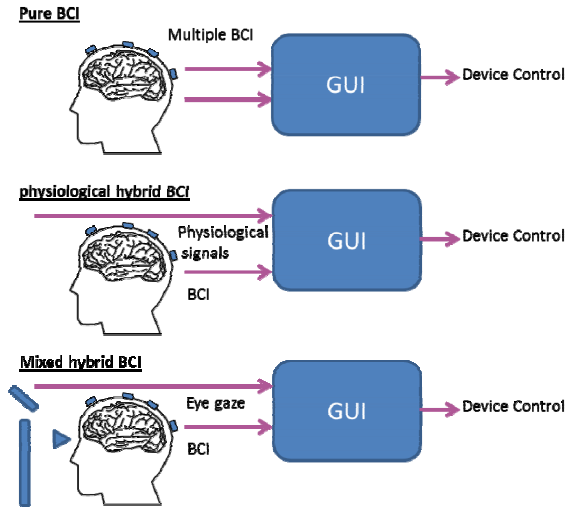 Pure BCI
Multiple BCI
GUI
Device Control
physiological hybrid BCI
Physiological
signals
BCI
GUI
Device Control
Mixed hybrid BCI
Eye gaze
BCI
GUI
Device Control